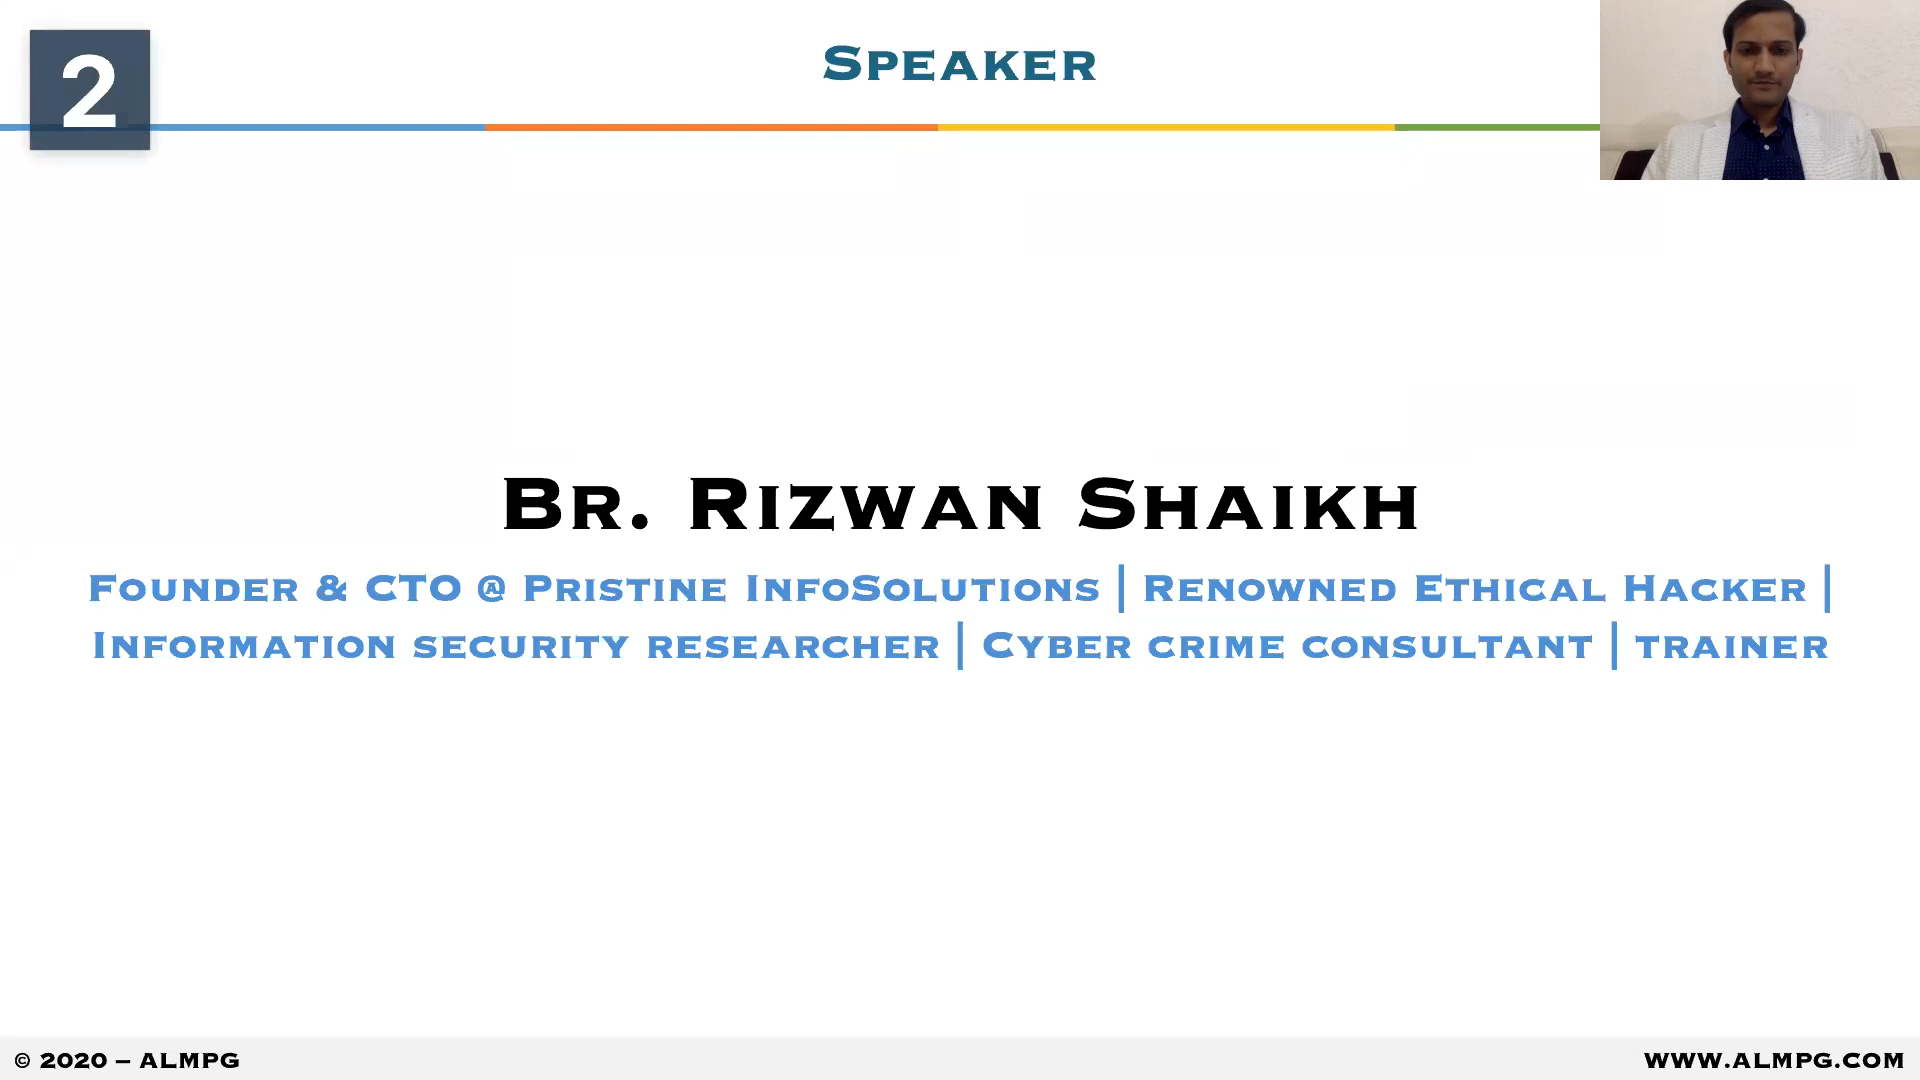 2
Speaker
Br. Rizwan Shaikh
Founder & CTO @ Pristine InfoSolutions | Renowned Ethical Hacker |
Information security researcher | Cyber crime consultant | trainer
© 2020 – ALMPG
WWW.ALMPG.COM